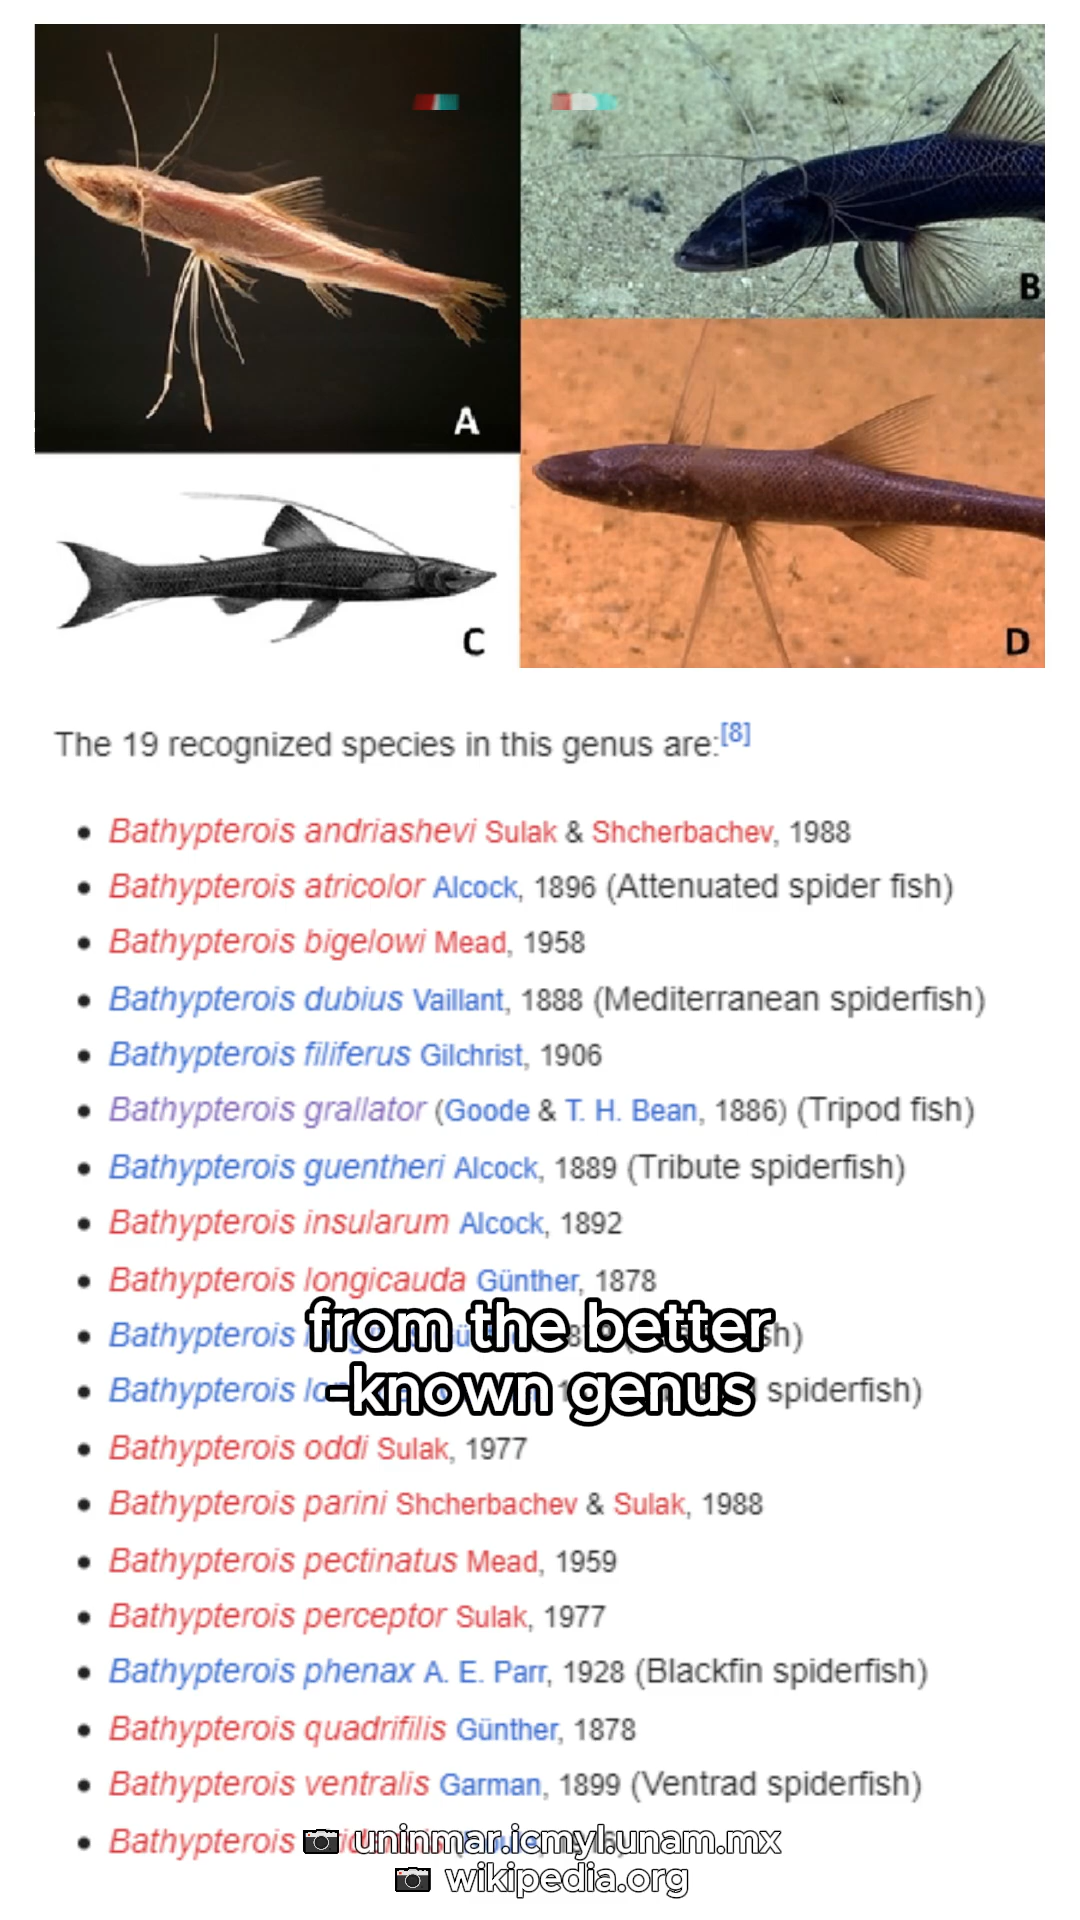 A
B
C
D
The 19 recognized species in this genus are:[8]
• Bathypterois andriashevi Sulak & Shcherbachev, 1988
• Bathypterois atricolor Alcock, 1896 (Attenuated spider fish)
• Bathypterois bigelowi Mead, 1958
• Bathypterois dubius Vaillant, 1888 (Mediterranean spiderfish)
• Bathypterois filiferus Gilchrist, 1906
• Bathypterois grallator (Goode & T. H. Bean, 1886) (Tripod fish)
• Bathypterois guentheri Alcock, 1889 (Tribute spiderfish)
• Bathypterois insularum Alcock, 1892
• Bathypterois longicauda Günther, 1878
• Bathypterois
from the better
• Bathypterois spiderfish)
-known genus
• Bathypterois oddi Sulak, 1977
• Bathypterois parini Shcherbachev & Sulak, 1988
• Bathypterois pectinatus Mead, 1959
• Bathypterois perceptor Sulak, 1977
• Bathypterois phenax A. E. Parr, 1928 (Blackfin spiderfish)
• Bathypterois quadrifilis Günther, 1878
• Bathypterois ventralis Garman, 1899 (Ventrad spiderfish)
• Bathypterois
uninmar.icmyl.unam.mx
wikipedia.org